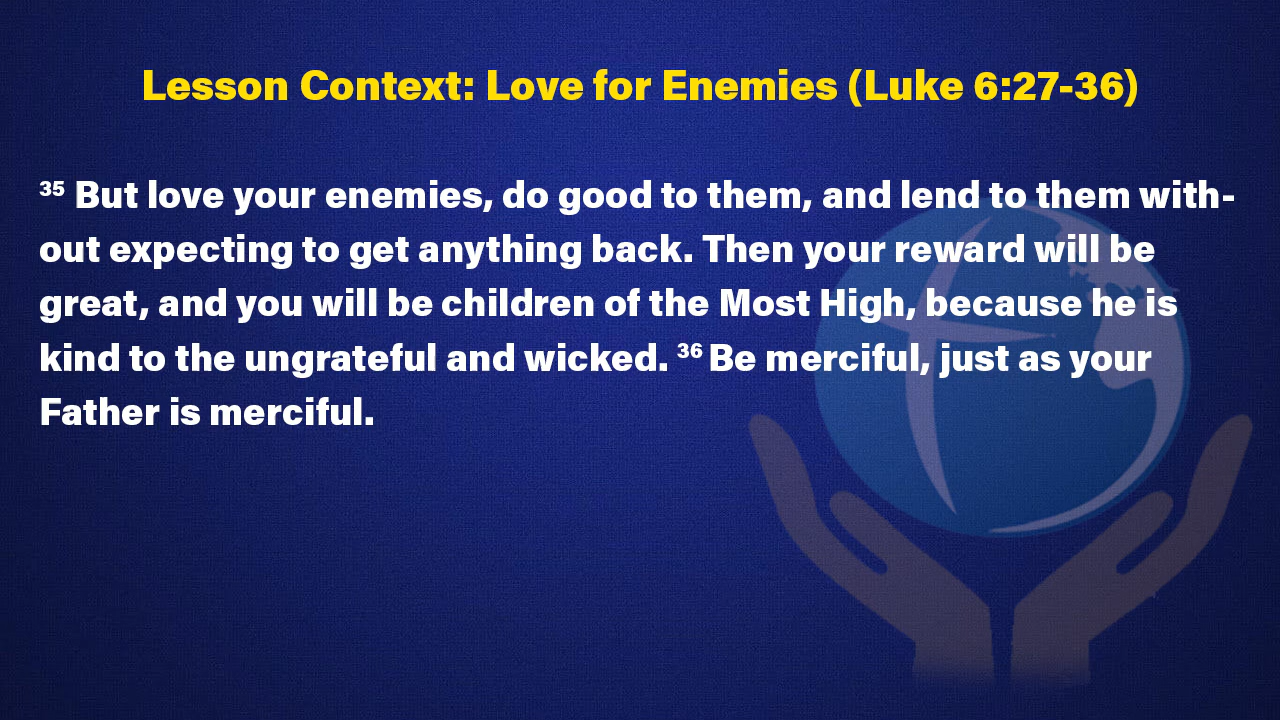 Lesson Context: Love for Enemies (Luke 6:27-36)
³⁵ But love your enemies, do good to them, and lend to them with-
out expecting to get anything back. Then your reward will be
great, and you will be children of the Most High, because he is
kind to the ungrateful and wicked. ³⁶ Be merciful, just as your
Father is merciful.